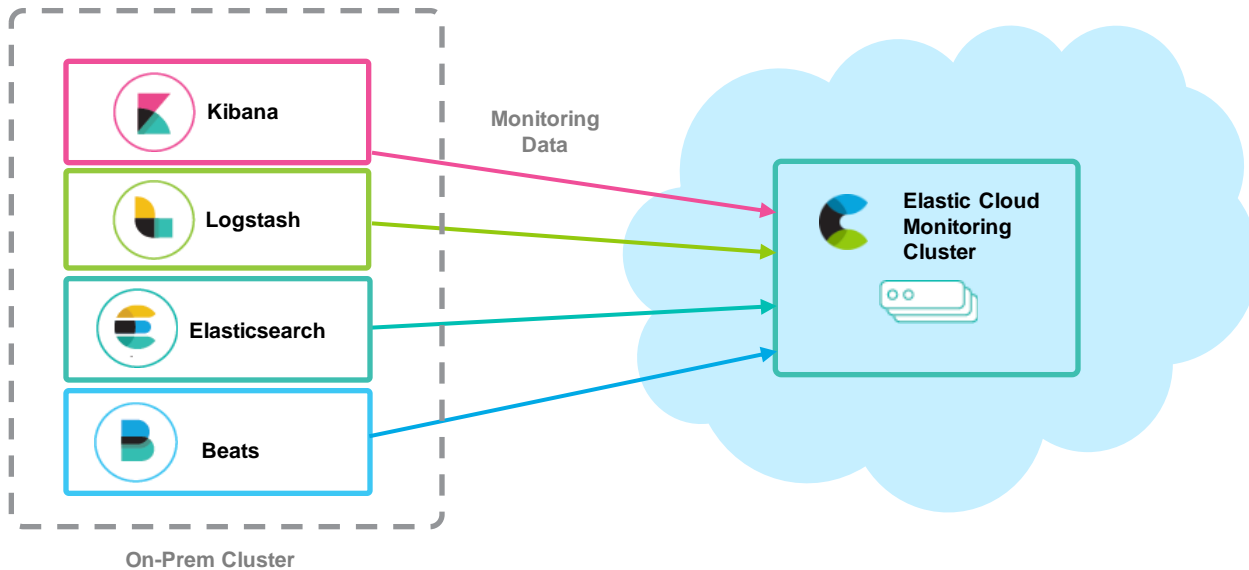 Kibana
Logstash
Elasticsearch
Beats
On-Prem Cluster
Monitoring
Data
Elastic Cloud
Monitoring
Cluster